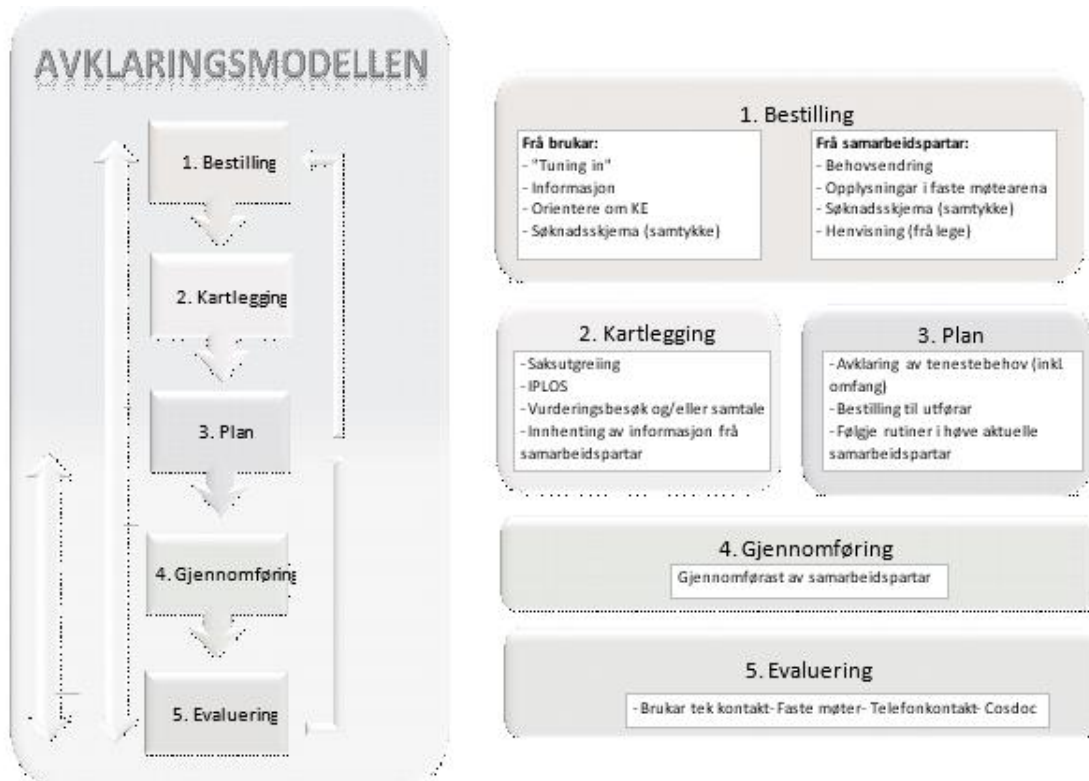 AVKLARINGSMODELLEN
1. Bestilling
2. Kartlegging
3. Plan
4. Gjennomføring
5. Evaluering
1. Bestilling
Frå brukar:
- "Tuning in"
- Informasjon
- Orientere om KE
- Søknadsskjema (samtykke)
Frå samarbeidspartar:
- Behovsendring
- Opplysningar i faste møtearena
- Søknadsskjema (samtykke)
- Henvisning (frå lege)
2. Kartlegging
- Saksutgreiing
- IPLOS
- Vurderingsbesøk og/eller samtale
- Innhenting av informasjon frå
samarbeidspartar
3. Plan
- Avklaring av tenestebehov (inkl.
omfang)
- Bestilling til utførar
- Følgje rutiner i høve aktuelle
samarbeidspartar
4. Gjennomføring
Gjennomførast av samarbeidspartar
5. Evaluering
- Brukar tek kontakt- Faste møter- Telefonkontakt- Cosdoc